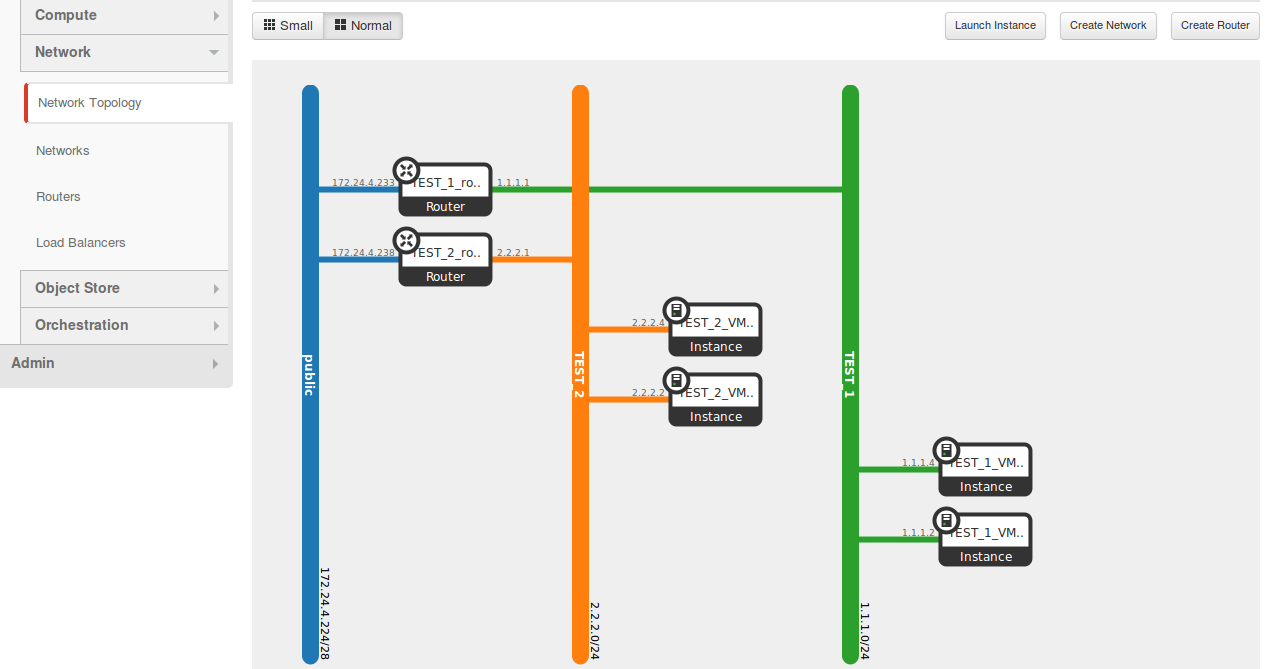 Compute
Network
Network Topology
Networks
Routers
Load Balancers
Object Store
Orchestration
Admin
Small
Normal
Launch Instance
Create Network
Create Router
172.24.4.233
TEST_1_ro..
Router
1.1.1.1
172.24.4.238
TEST_2_ro..
Router
2.2.2.1
2.2.2.4
TEST_2_VM..
Instance
2.2.2.2
TEST_2_VM..
Instance
public
TEST_2
TEST_1
1.1.1.4
TEST_1_VM..
Instance
1.1.1.2
TEST_1_VM..
Instance
172.24.4.224/28
2.2.2.0/24
1.1.1.0/24